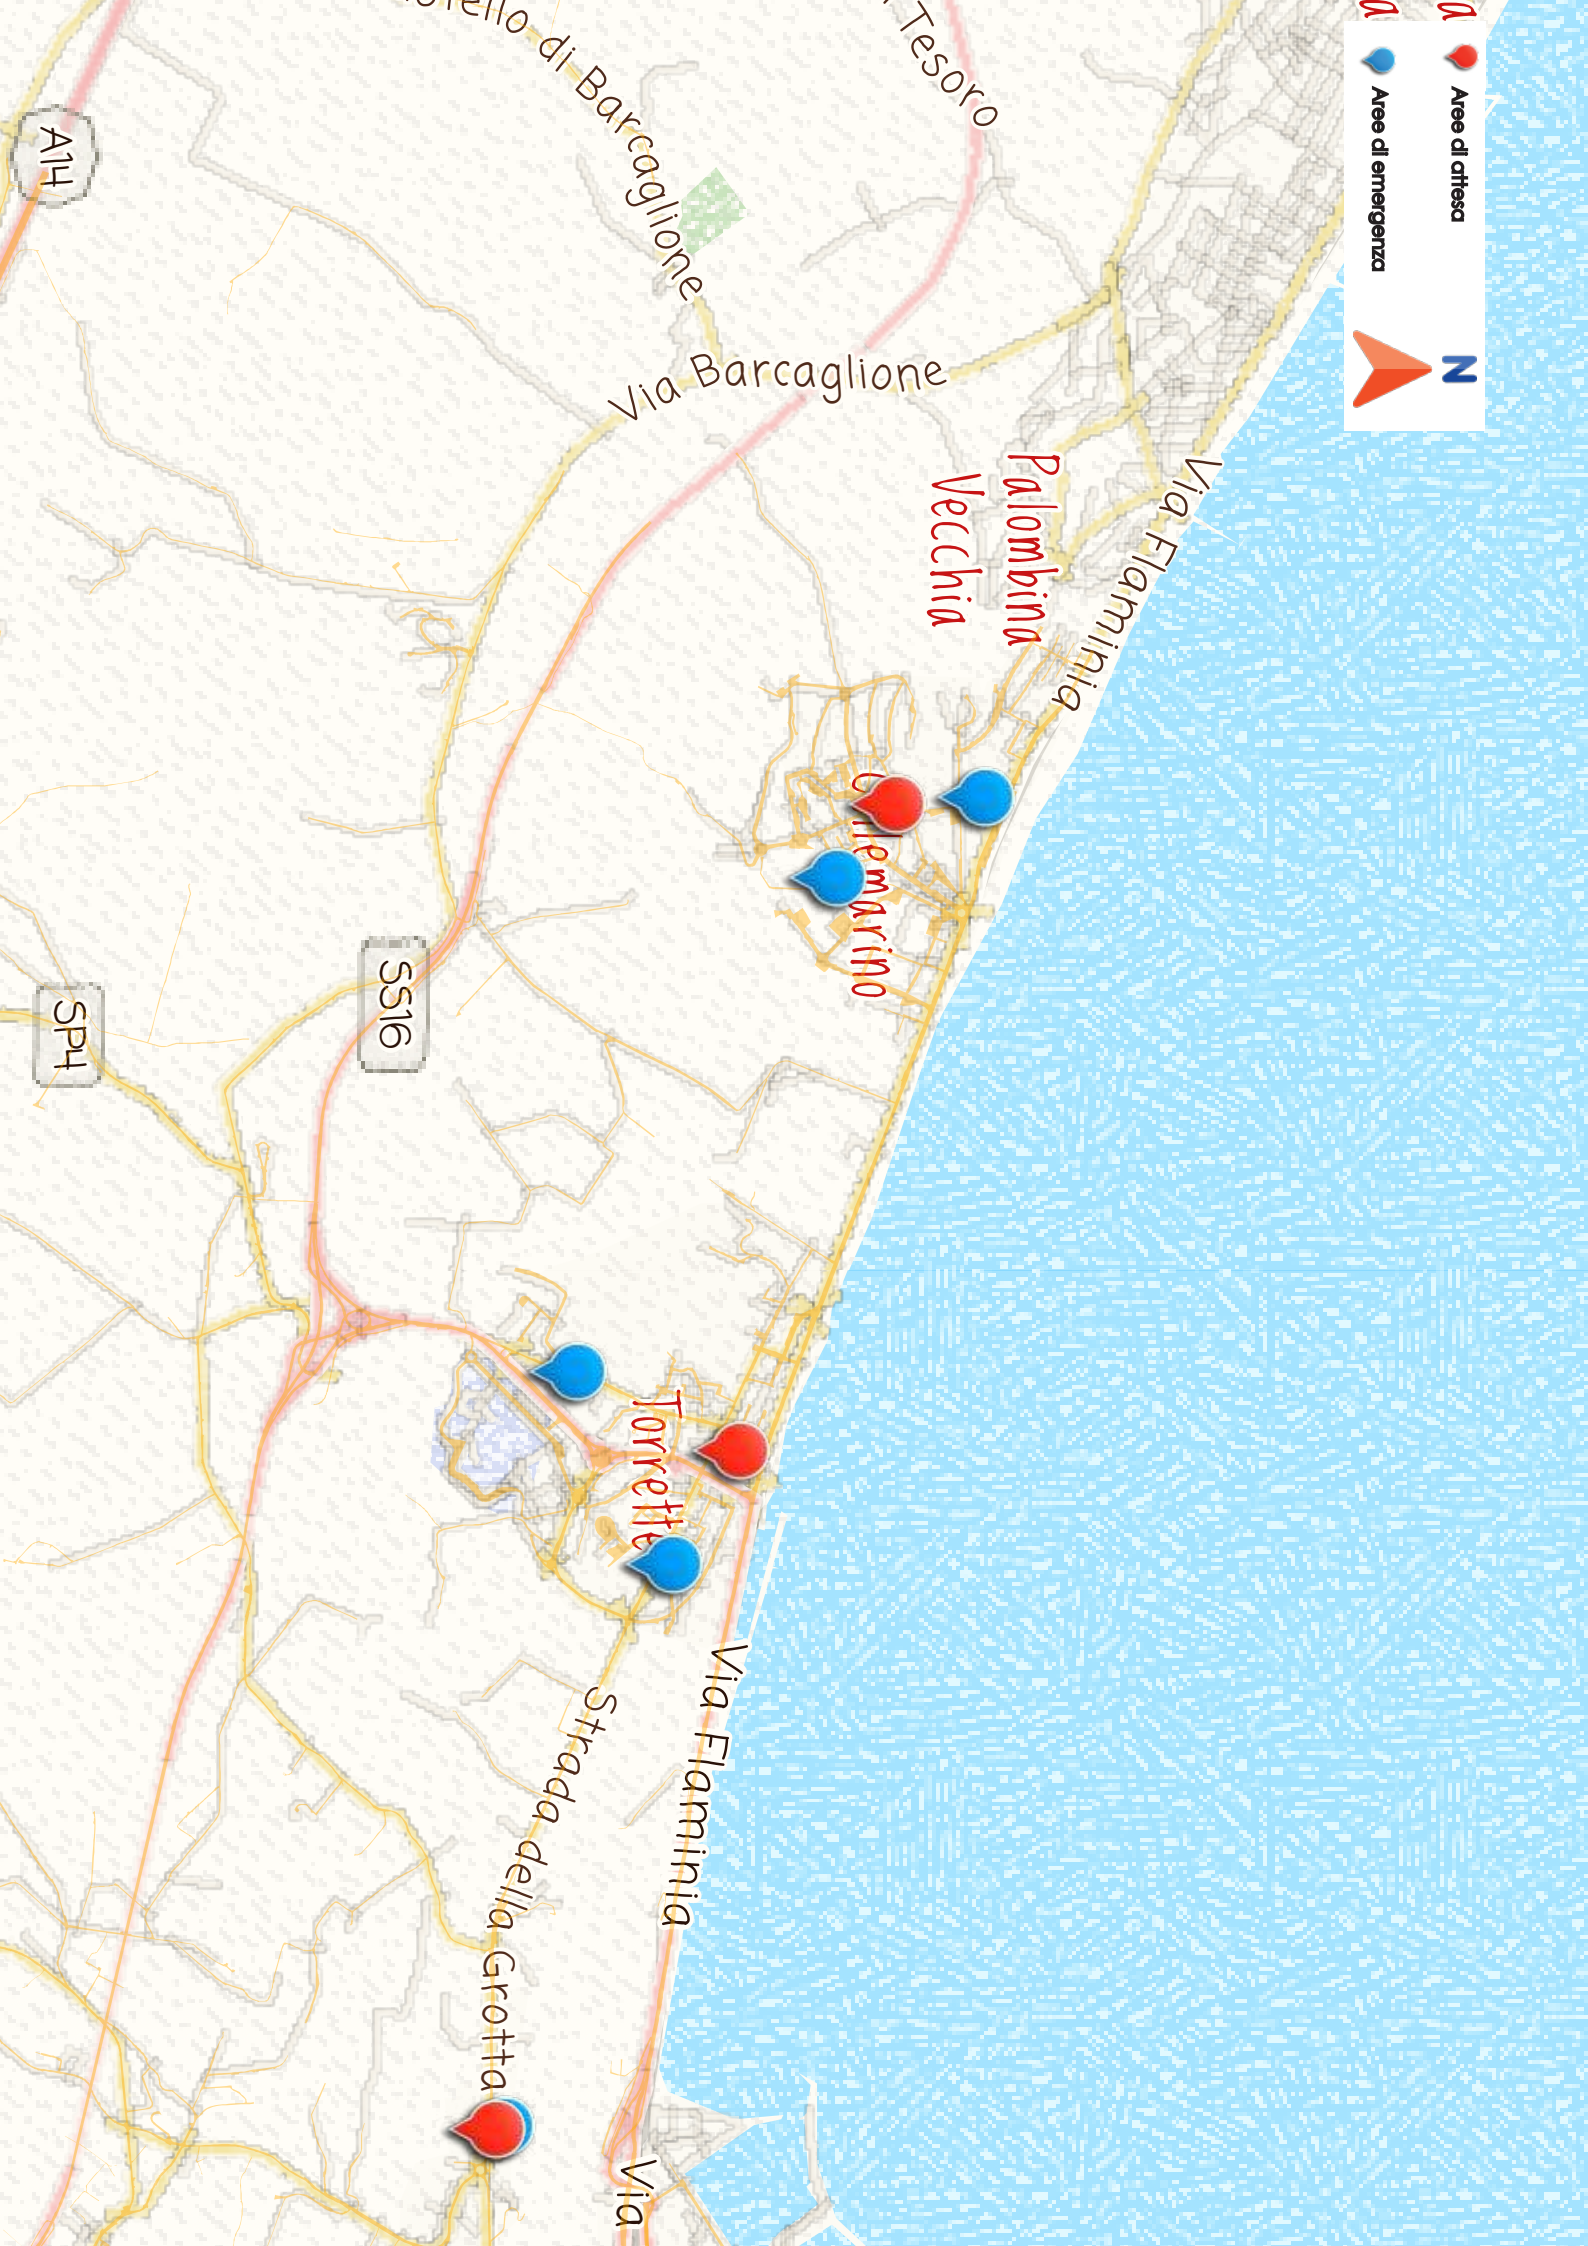 Aree di attesa
Aree di emergenza
N
Tesoro
di Barcaglione
A14
Via Barcaglione
Via Flaminia
Palombina
Vecchia
SS16
SP4
Torrette
Via Flaminia
Strada della Grotta
Via